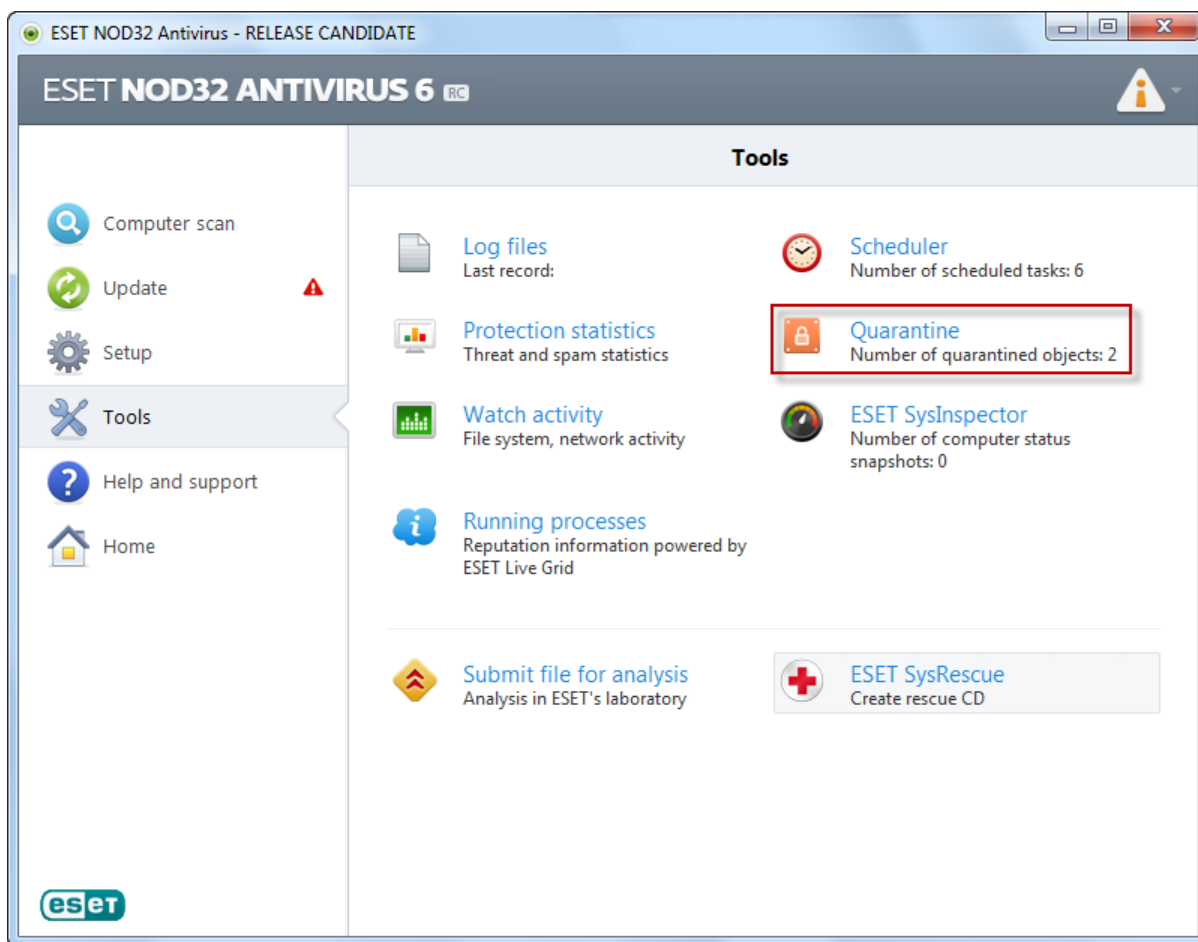 ESET NOD32 Antivirus - RELEASE CANDIDATE
ESET NOD32 ANTIVIRUS 6 RC
Tools
Computer scan
Update
Setup
Tools
Help and support
Home
Log files
Last record:
Scheduler
Number of scheduled tasks: 6
Protection statistics
Threat and spam statistics
Quarantine
Number of quarantined objects: 2
Watch activity
File system, network activity
ESET SysInspector
Number of computer status
snapshots: 0
Running processes
Reputation information powered by
ESET Live Grid
Submit file for analysis
Analysis in ESET's laboratory
ESET SysRescue
Create rescue CD
eseT